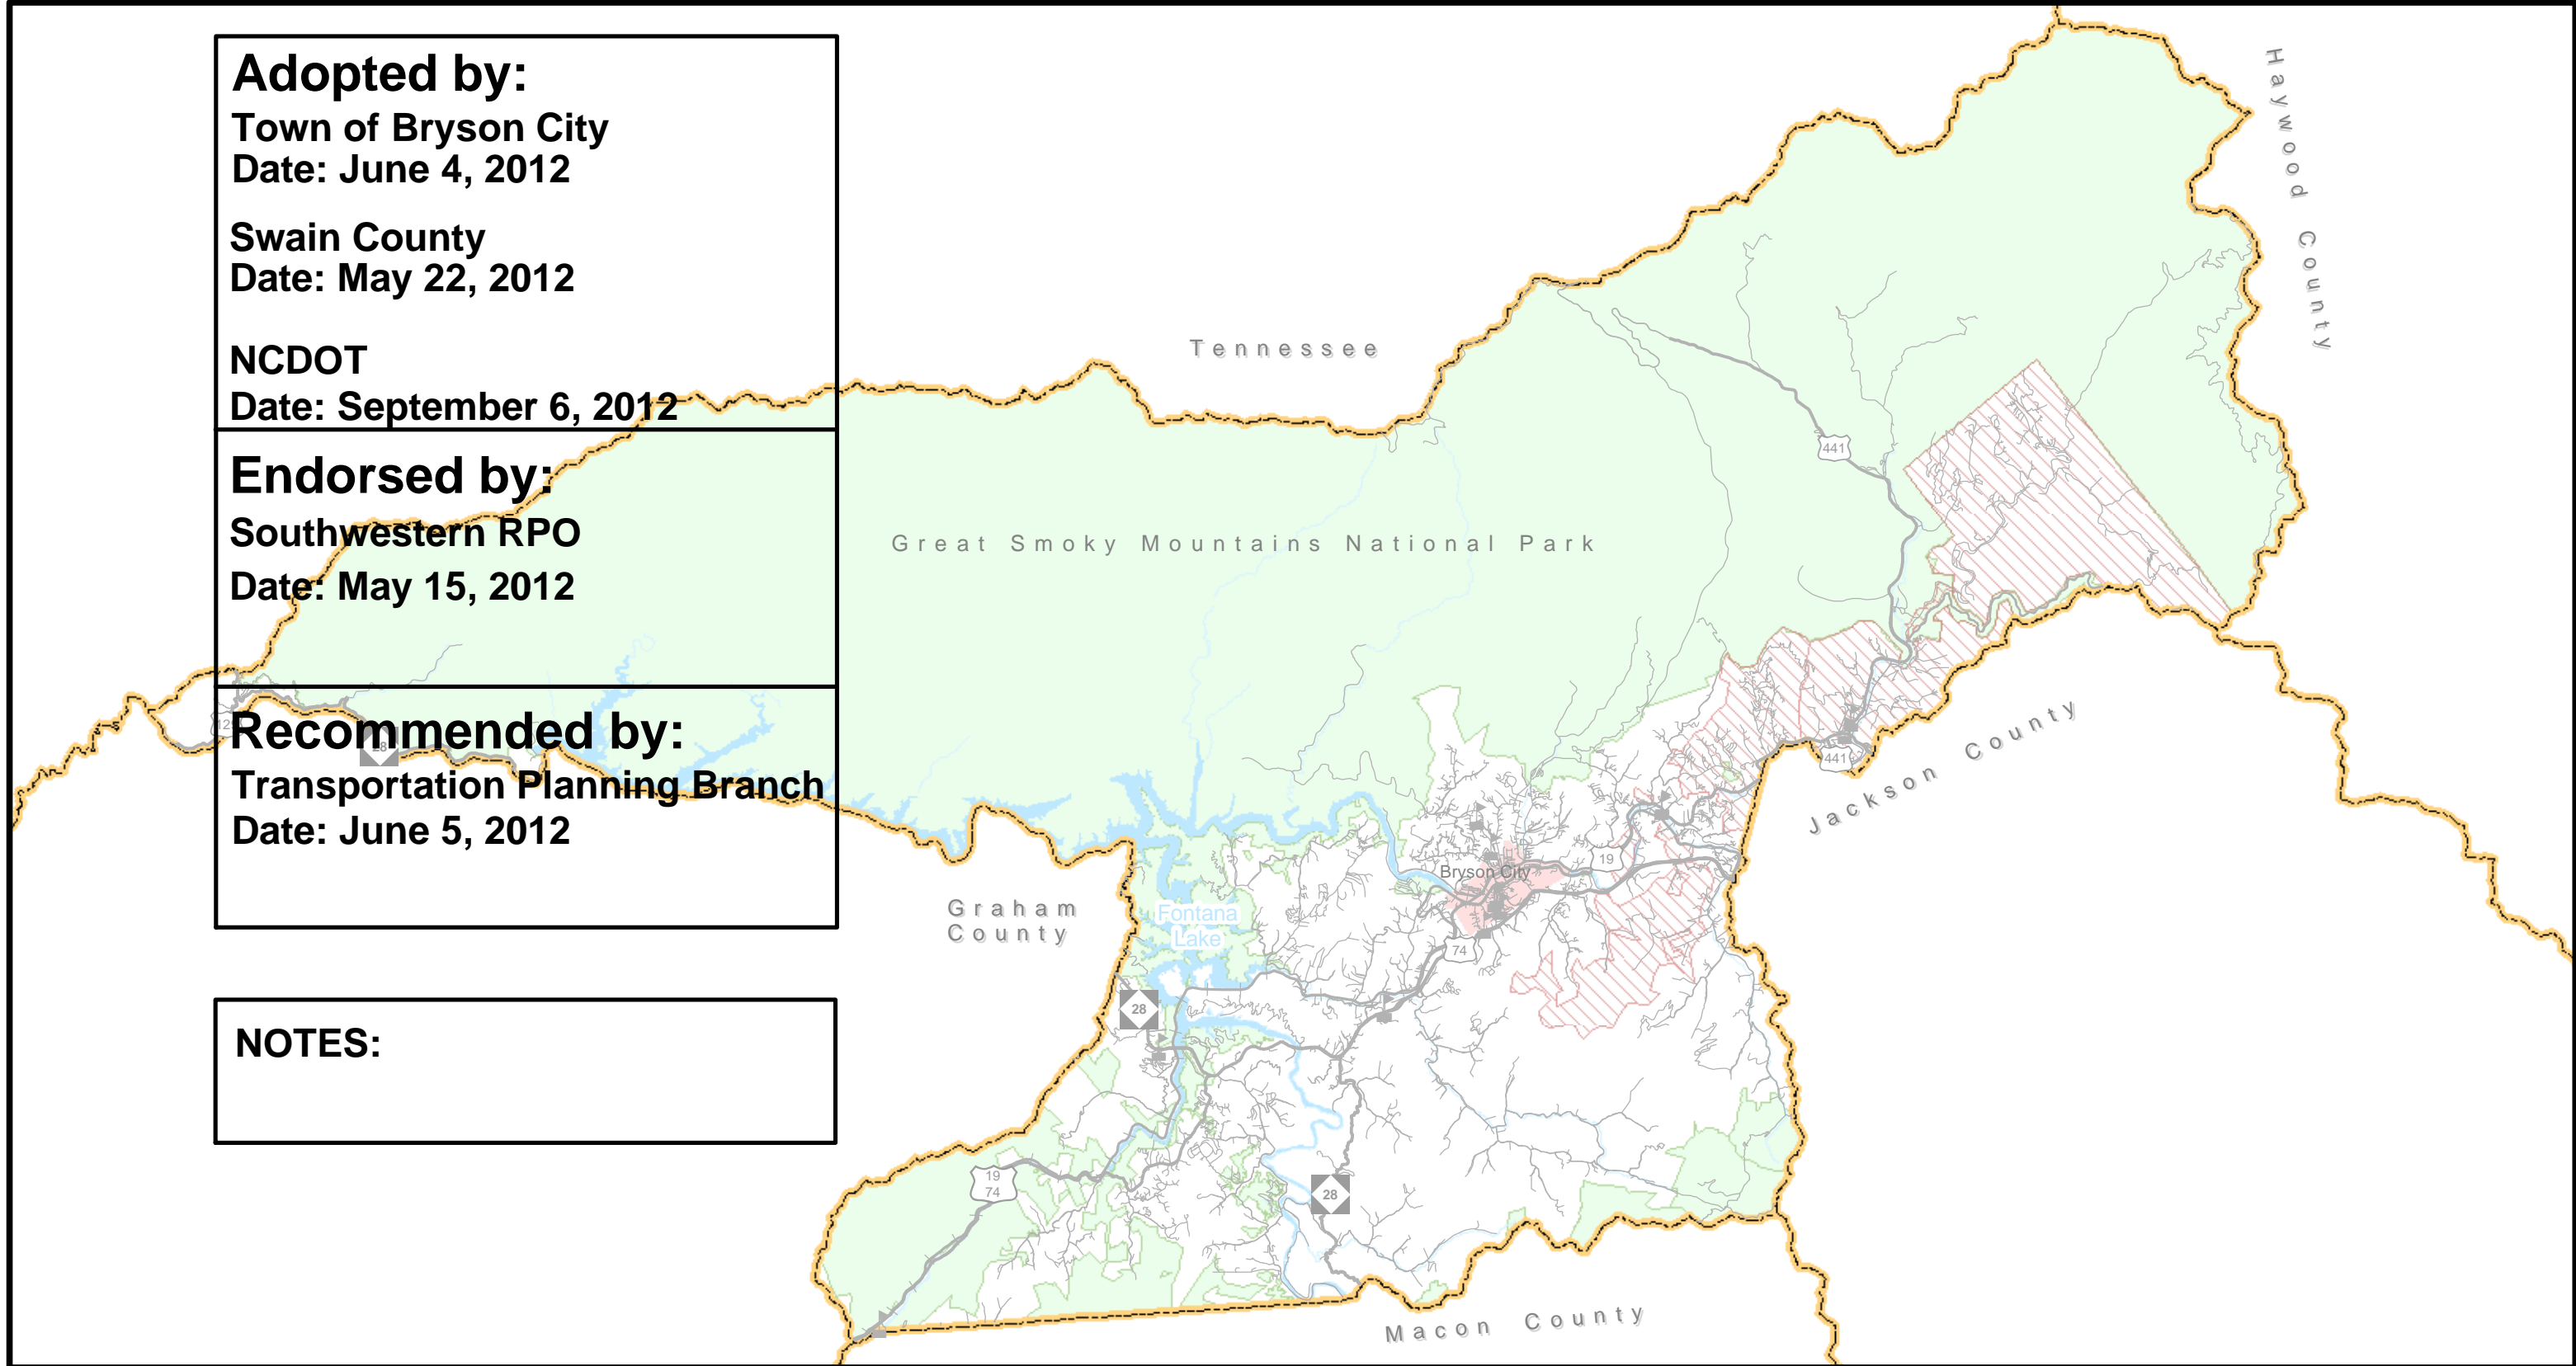 Adopted by:
Town of Bryson City
Date: June 4, 2012
Swain County
Date: May 22, 2012
NCDOT
Date: September 6, 2012
Endorsed by:
Southwestern RPO
Date: May 15, 2012
Recommended by:
Transportation Planning Branch
Date: June 5, 2012
NOTES:
Haywood County
Tennessee
441
Great Smoky Mountains National Park
129
28
441
Jackson County
19
Bryson City
74
Graham
County
Fontana
Lake
28
19
74
28
Macon County